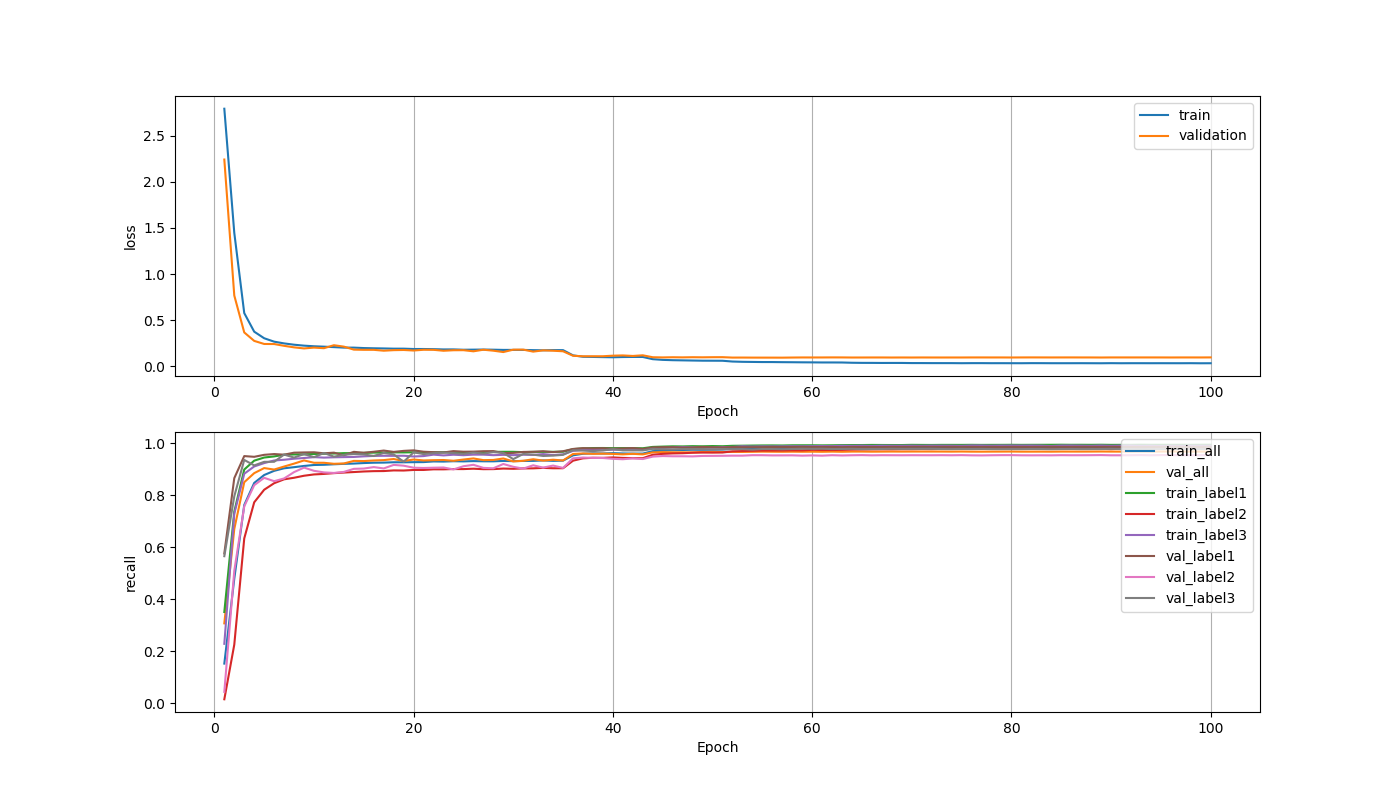 train
validation
2.5
2.0
1.5
1.0
0.5
0.0
loss
0 20 40 60 80 100
Epoch
1.0
0.8
0.6
0.4
0.2
0.0
recall
train_all
val_all
train_label1
train_label2
train_label3
val_label1
val_label2
val_label3
0 20 40 60 80 100
Epoch